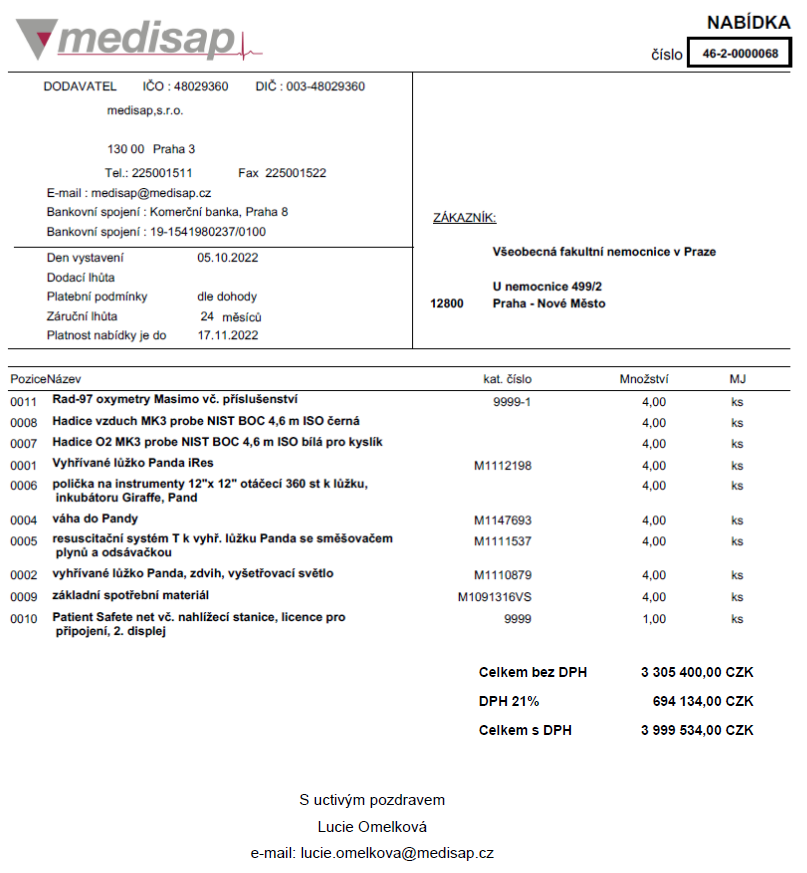 medisap
NABÍDKA
číslo 46-2-0000068
DODAVATEL IČO : 48029360 DIČ : 003-48029360
medisap,s.r.o.
130 00 Praha 3
Tel.: 225001511 Fax 225001522
E-mail : medisap@medisap.cz
Bankovní spojení : Komerční banka, Praha 8
Bankovní spojení : 19-1541980237/0100
ZÁKAZNÍK:
Všeobecná fakultní nemocnice v Praze
U nemocnice 499/2
12800 Praha - Nové Město
Den vystavení 05.10.2022
Dodací lhůta
Platební podmínky dle dohody
Záruční lhůta 24 měsíců
Platnost nabídky je do 17.11.2022
PoziceNázev kat. číslo Množství MJ
0011 Rad-97 oxymetry Masimo vč. příslušenství 9999-1 4,00 ks
0008 Hadice vzduch MK3 probe NIST BOC 4,6 m ISO černá 4,00 ks
0007 Hadice O2 MK3 probe NIST BOC 4,6 m ISO bílá pro kyslík 4,00 ks
0001 Vyhřívané lůžko Panda iRes M1112198 4,00 ks
0006 polička na instrumenty 12"x 12" otáčecí 360 st k lůžku, 4,00 ks
inkubátoru Giraffe, Pand
0004 váha do Pandy M1147693 4,00 ks
0005 resuscitační systém T k vyhř. lůžku Panda se směšovačem M1111537 4,00 ks
plynů a odsávačkou
0002 vyhřívané lůžko Panda, zdvih, vyšetřovací světlo M1110879 4,00 ks
0009 základní spotřební materiál M1091316VS 4,00 ks
0010 Patient Safete net vč. nahlížecí stanice, licence pro 9999 1,00 ks
připojení, 2. displej
Celkem bez DPH 3 305 400,00 CZK
DPH 21% 694 134,00 CZK
Celkem s DPH 3 999 534,00 CZK
S uctivým pozdravem
Lucie Omelková
e-mail: lucie.omelkova@medisap.cz